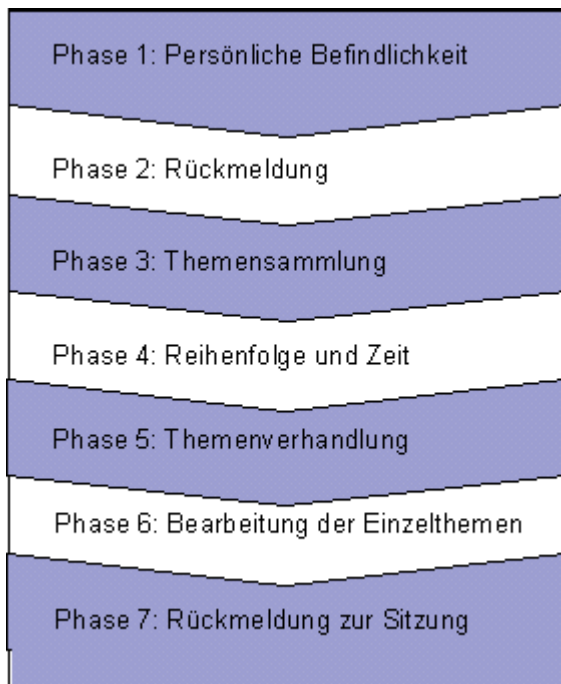 Phase 1: Persönliche Befindlichkeit
Phase 2: Rückmeldung
Phase 3: Themensammlung
Phase 4: Reihenfolge und Zeit
Phase 5: Themenverhandlung
Phase 6: Bearbeitung der Einzelthemen
Phase 7: Rückmeldung zur Sitzung